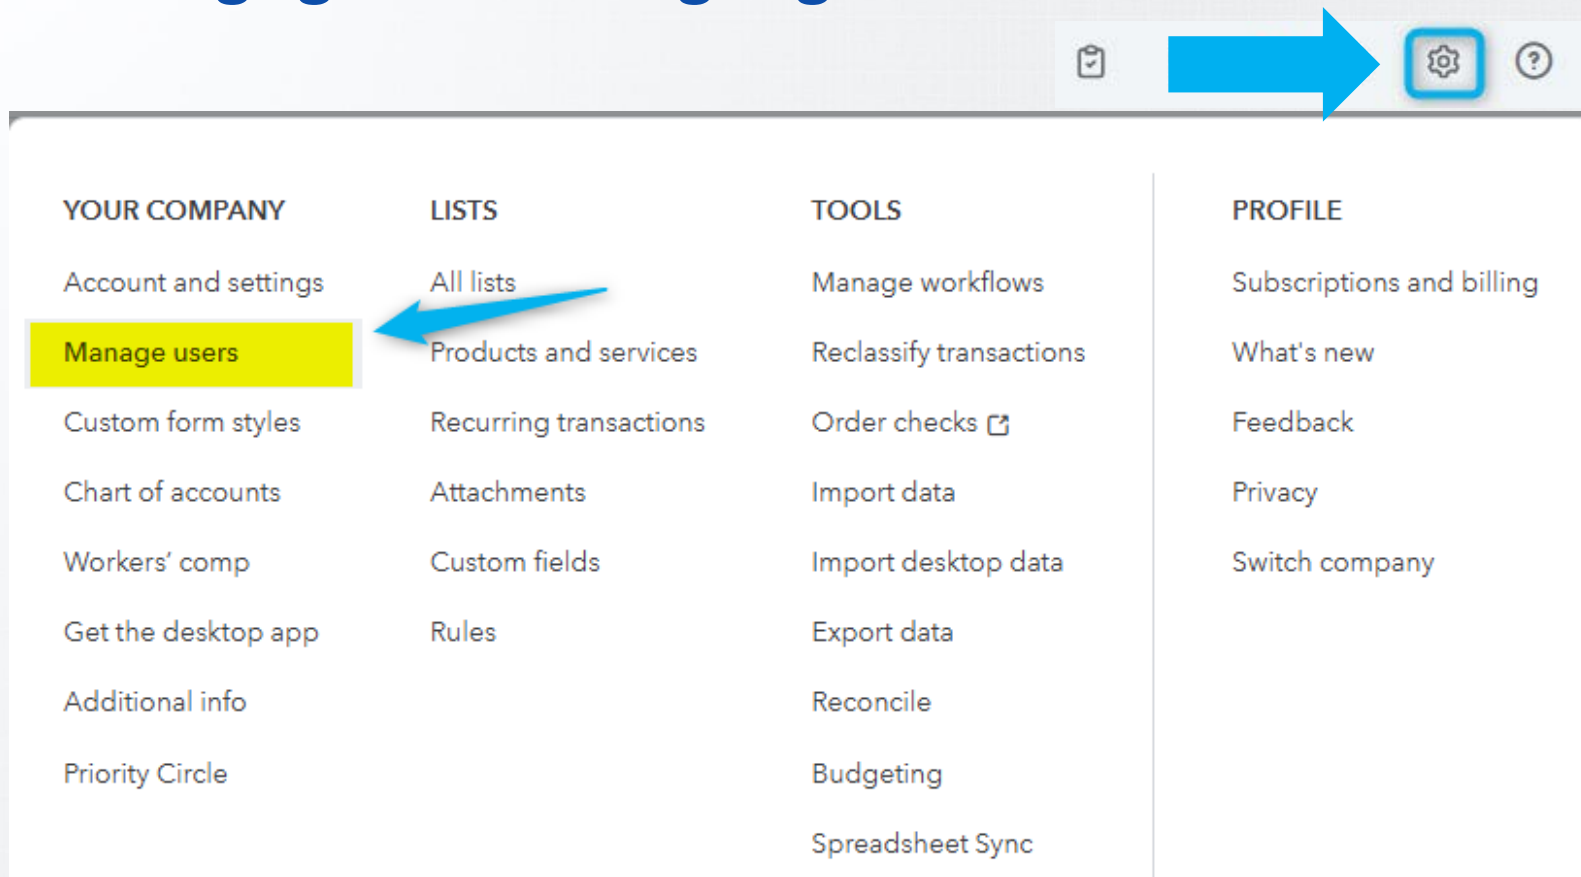 YOUR COMPANY
Account and settings
Manage users
Custom form styles
Chart of accounts
Workers’ comp
Get the desktop app
Additional info
Priority Circle
LISTS
All lists
Products and services
Recurring transactions
Attachments
Custom fields
Rules
TOOLS
Manage workflows
Reclassify transactions
Order checks
Import data
Import desktop data
Export data
Reconcile
Budgeting
Spreadsheet Sync
PROFILE
Subscriptions and billing
What's new
Feedback
Privacy
Switch company